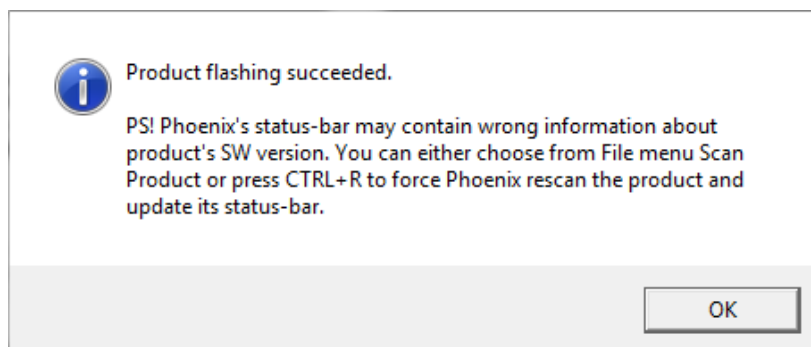 Product flashing succeeded.
PS! Phoenix's status-bar may contain wrong information about
product's SW version. You can either choose from File menu Scan
Product or press CTRL+R to force Phoenix rescan the product and
update its status-bar.
OK